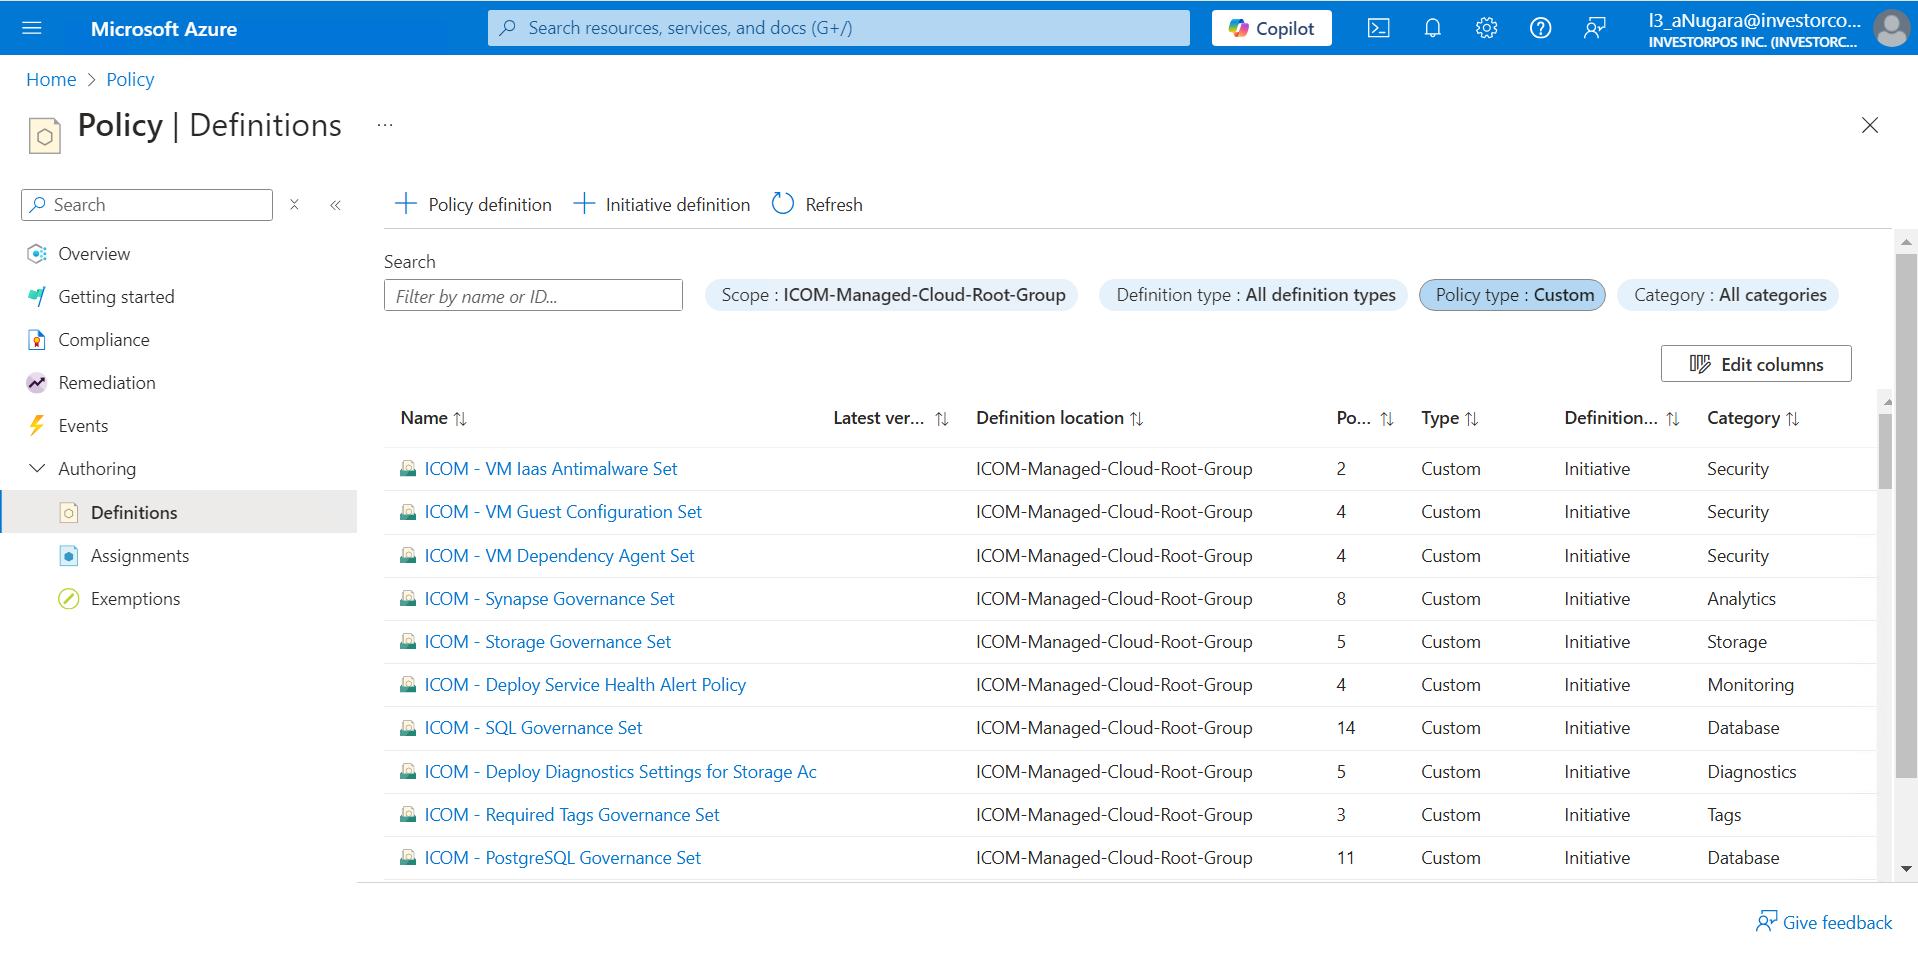 Microsoft Azure
Search resources, services, and docs (G+/)
Copilot
l3_aNugara@investorco...
INVESTORPOS INC. (INVESTORC...
Home > Policy
Policy | Definitions ...
Search
Policy definition
Initiative definition
Refresh
Overview
Getting started
Compliance
Remediation
Events
Authoring
Definitions
Assignments
Exemptions
Search
Filter by name or ID...
Scope : ICOM-Managed-Cloud-Root-Group
Definition type : All definition types
Policy type : Custom
Category : All categories
Edit columns
Name Latest ver... Definition location Po... Type Definition... Category
ICOM - VM Iaas Antimalware Set ICOM-Managed-Cloud-Root-Group 2 Custom Initiative Security
ICOM - VM Guest Configuration Set ICOM-Managed-Cloud-Root-Group 4 Custom Initiative Security
ICOM - VM Dependency Agent Set ICOM-Managed-Cloud-Root-Group 4 Custom Initiative Security
ICOM - Synapse Governance Set ICOM-Managed-Cloud-Root-Group 8 Custom Initiative Analytics
ICOM - Storage Governance Set ICOM-Managed-Cloud-Root-Group 5 Custom Initiative Storage
ICOM - Deploy Service Health Alert Policy ICOM-Managed-Cloud-Root-Group 4 Custom Initiative Monitoring
ICOM - SQL Governance Set ICOM-Managed-Cloud-Root-Group 14 Custom Initiative Database
ICOM - Deploy Diagnostics Settings for Storage Ac ICOM-Managed-Cloud-Root-Group 5 Custom Initiative Diagnostics
ICOM - Required Tags Governance Set ICOM-Managed-Cloud-Root-Group 3 Custom Initiative Tags
ICOM - PostgreSQL Governance Set ICOM-Managed-Cloud-Root-Group 11 Custom Initiative Database
Give feedback